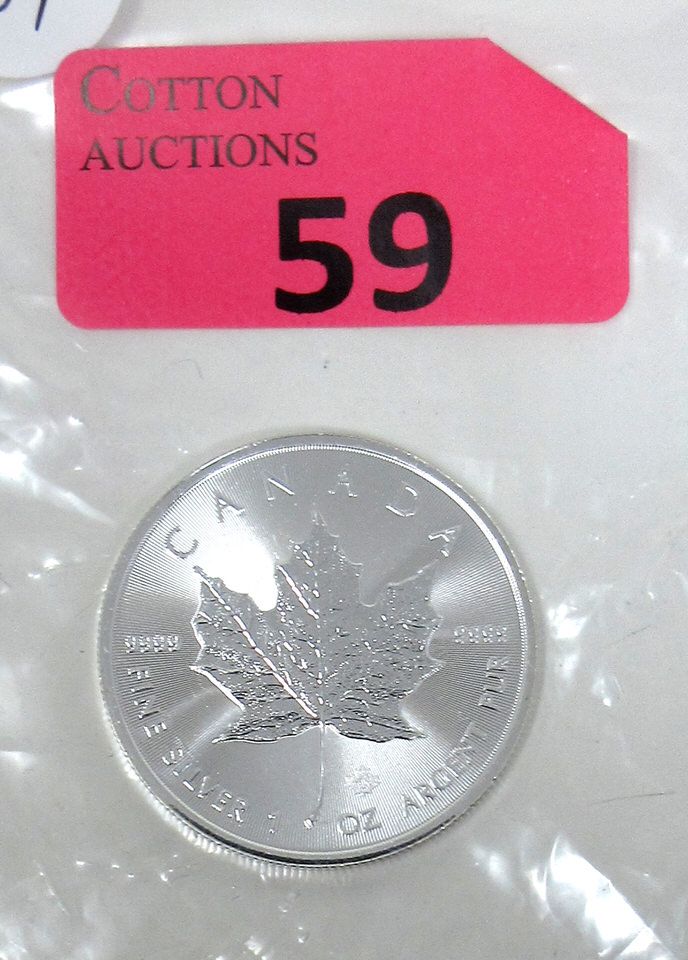 COTTON
AUCTIONS
59
CANADA
9999 9999
FINE SILVER 1 OZ ARGENT PUR